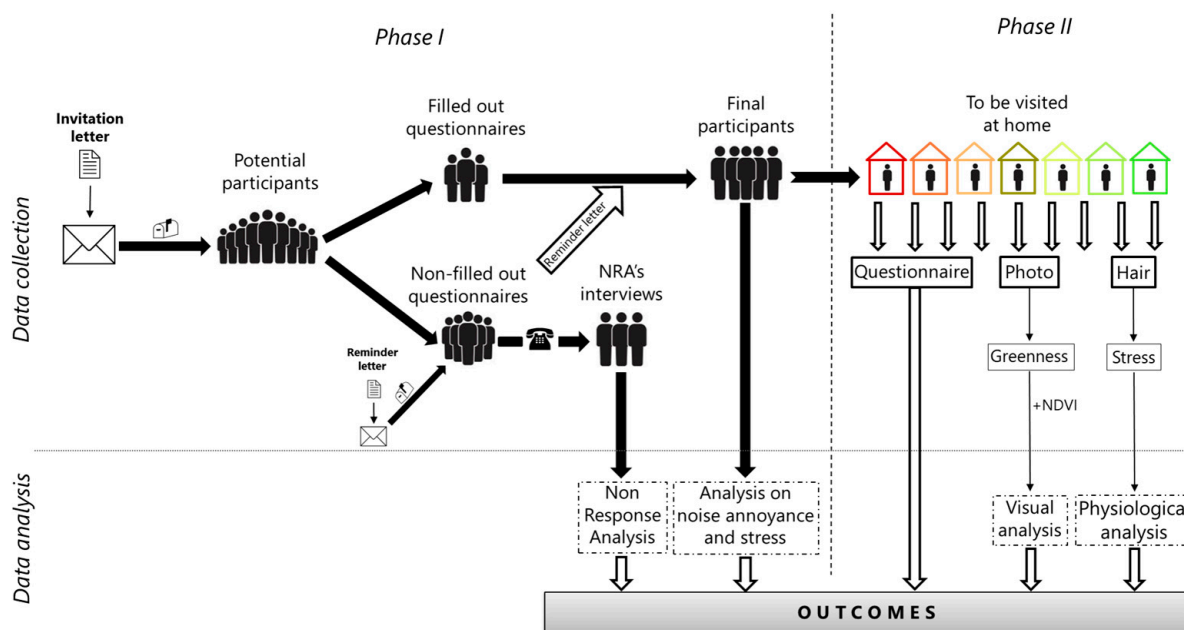 Phase I
Phase II
Data collection
Data analysis
Invitation
letter
Potential
participants
Filled out
questionnaires
Non-filled out
questionnaires
Reminder
letter
Reminder letter
NRA's
interviews
Final
participants
To be visited
at home
Questionnaire
Photo
Hair
Greenness
Stress
+NDVI
Non
Response
Analysis
Analysis on
noise annoyance
and stress
Visual
analysis
Physiological
analysis
OUTCOMES